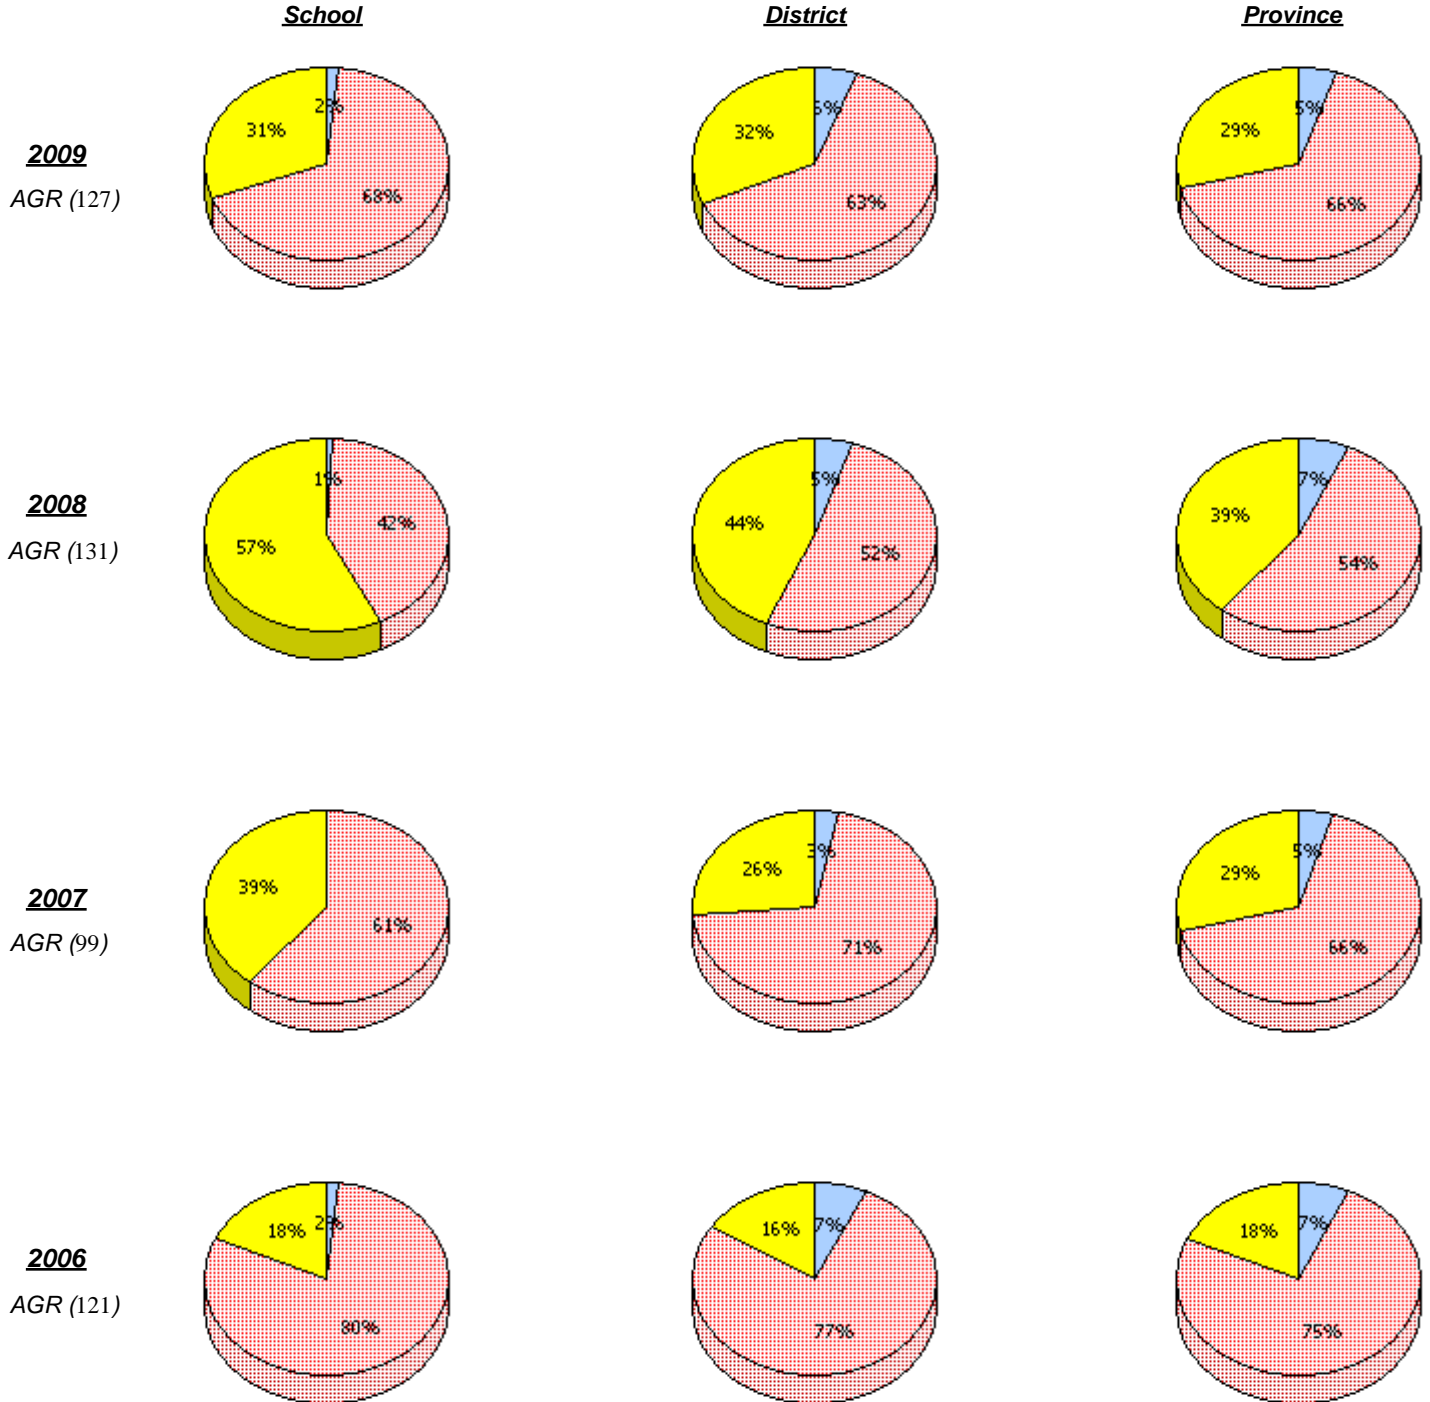 School District Province
2009
AGR (127)
31% 2% 68%
32% 5% 63%
29% 5% 66%
2008
AGR (131)
57% 1% 42%
44% 5% 52%
39% 7% 54%
2007
AGR (99)
39% 61%
26% 3% 71%
29% 5% 66%
2006
AGR (121)
18% 2% 80%
16% 7% 77%
18% 7% 75%